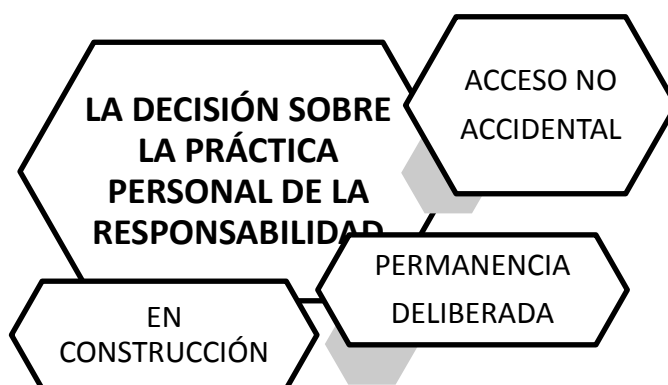 LA DECISIÓN SOBRE
LA PRÁCTICA
PERSONAL DE LA
RESPONSABILIDAD
ACCESO NO
ACCIDENTAL
PERMANENCIA
DELIBERADA
EN
CONSTRUCCIÓN